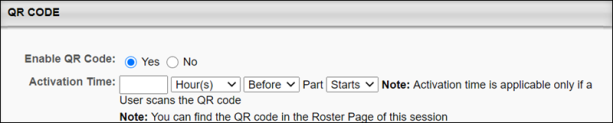 QR CODE
Enable QR Code: Yes No
Activation Time: Hour(s) Before Part Starts Note: Activation time is applicable only if a
User scans the QR code
Note: You can find the QR code in the Roster Page of this session